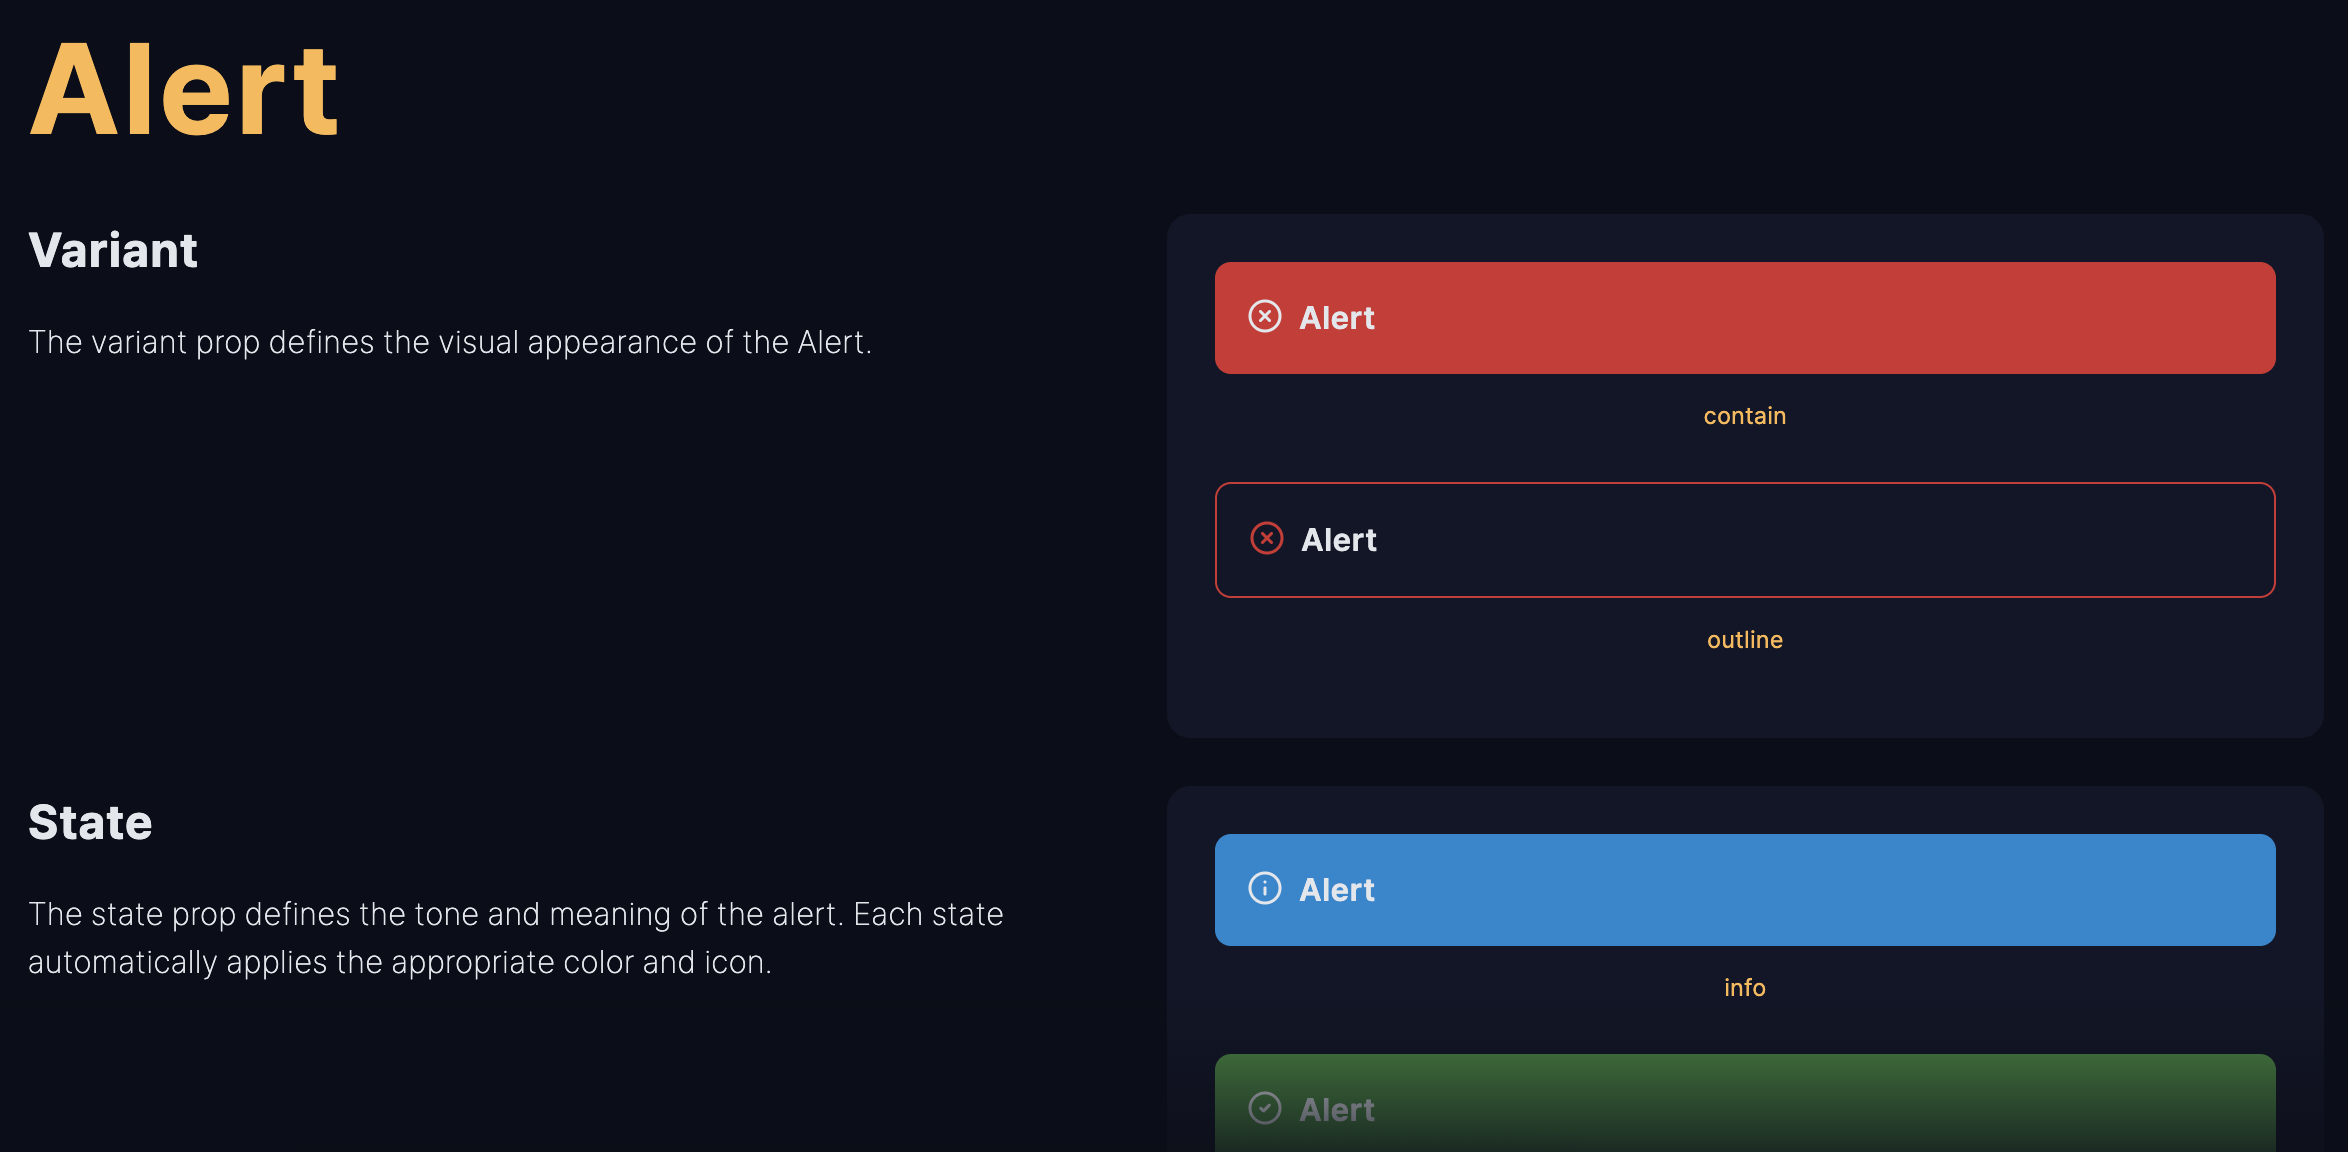 Alert
Variant
The variant prop defines the visual appearance of the Alert.
Alert
contain
Alert
outline
State
The state prop defines the tone and meaning of the alert. Each state
automatically applies the appropriate color and icon.
Alert
info
Alert